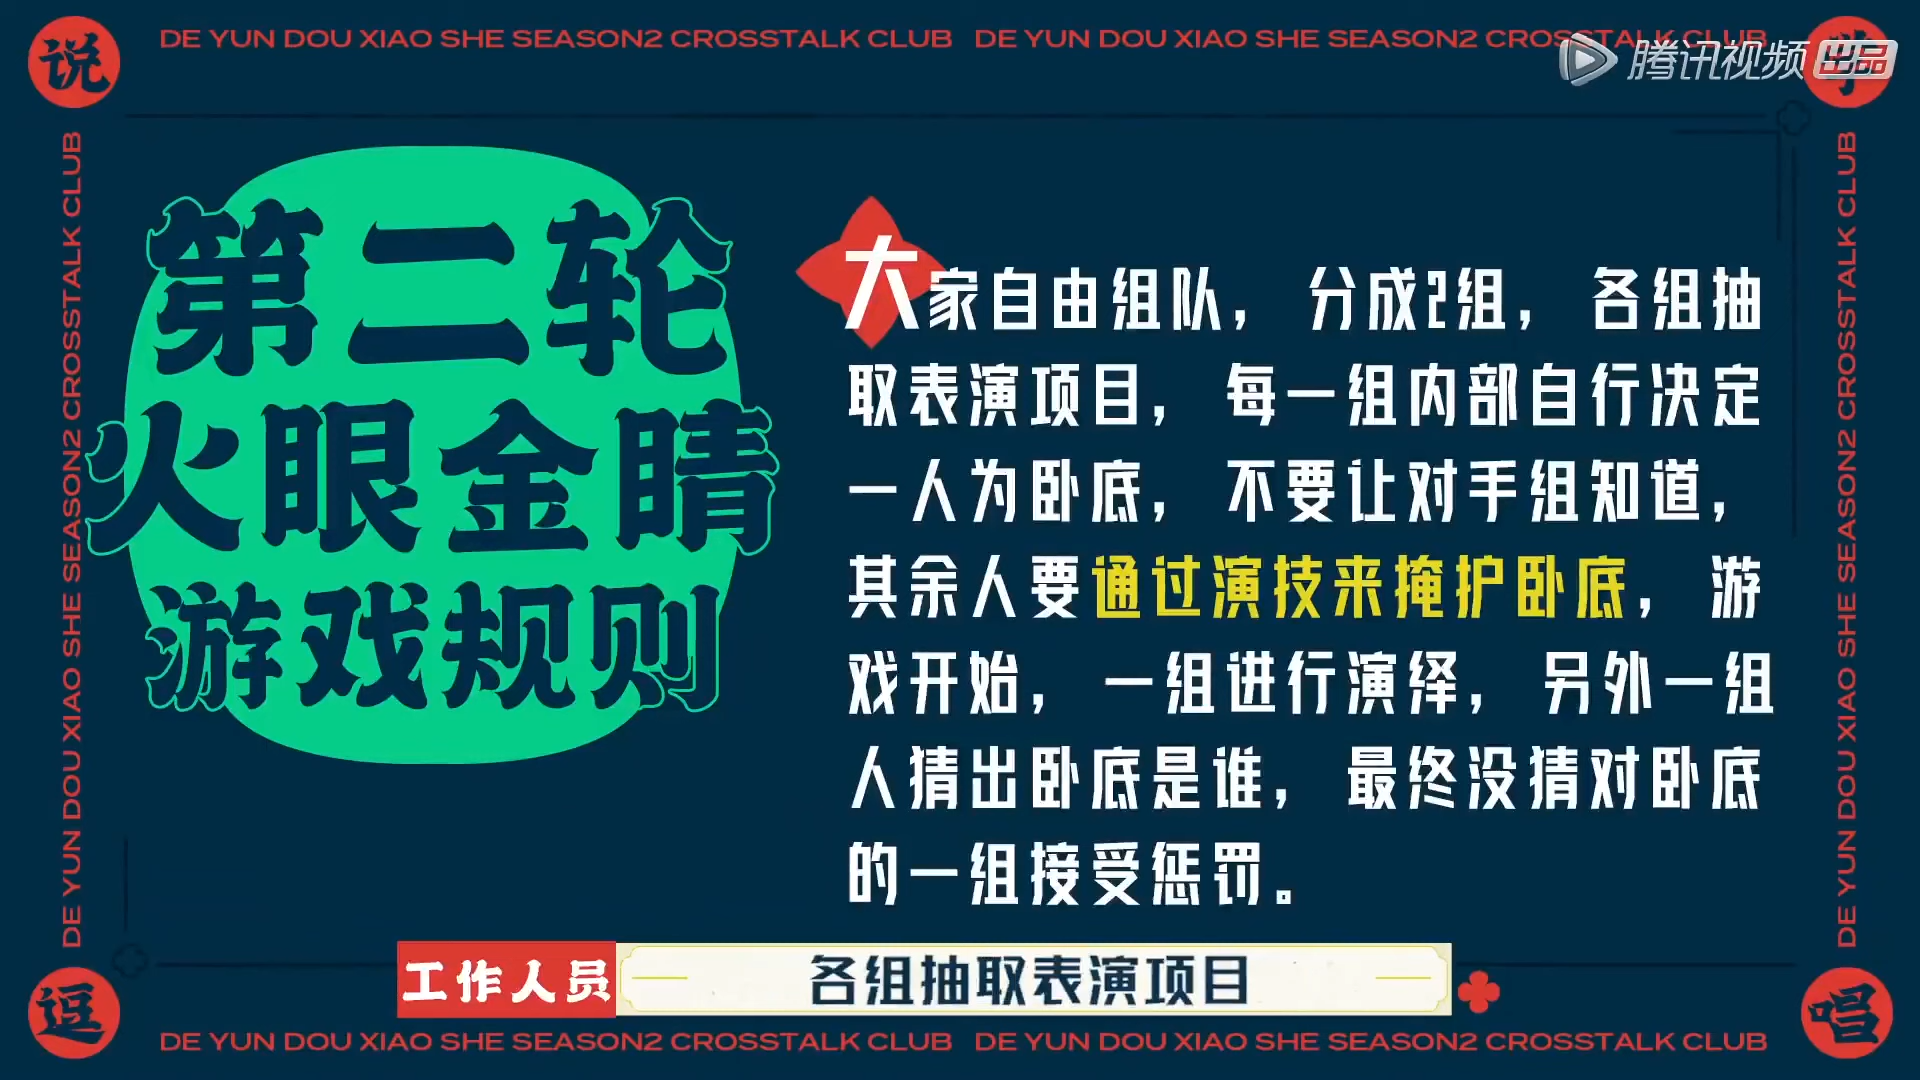 说
DE YUN DOU XIAO SHE SEASON2 CROSSTALK CLUB DE YUN DOU XIAO SHE SEASON2 CROSSTALK CLUB
学
腾讯视频 出品
DE YUN DOU XIAO SHE SEASON2 CROSSTALK CLUB
DE YUN DOU XIAO SHE SEASON2 CROSSTALK CLUB
第二轮
火眼金睛
游戏规则
大家自由组队，分成2组，各组抽
取表演项目，每一组内部自行决定
一人为卧底，不要让对手组知道，
其余人要通过演技来掩护卧底，游
戏开始，一组进行演绎，另外一组
人猜出卧底是谁，最终没猜对卧底
的一组接受惩罚。
工作人员 各组抽取表演项目
逗
DE YUN DOU XIAO SHE SEASON2 CROSSTALK CLUB DE YUN DOU XIAO SHE SEASON2 CROSSTALK CLUB
唱